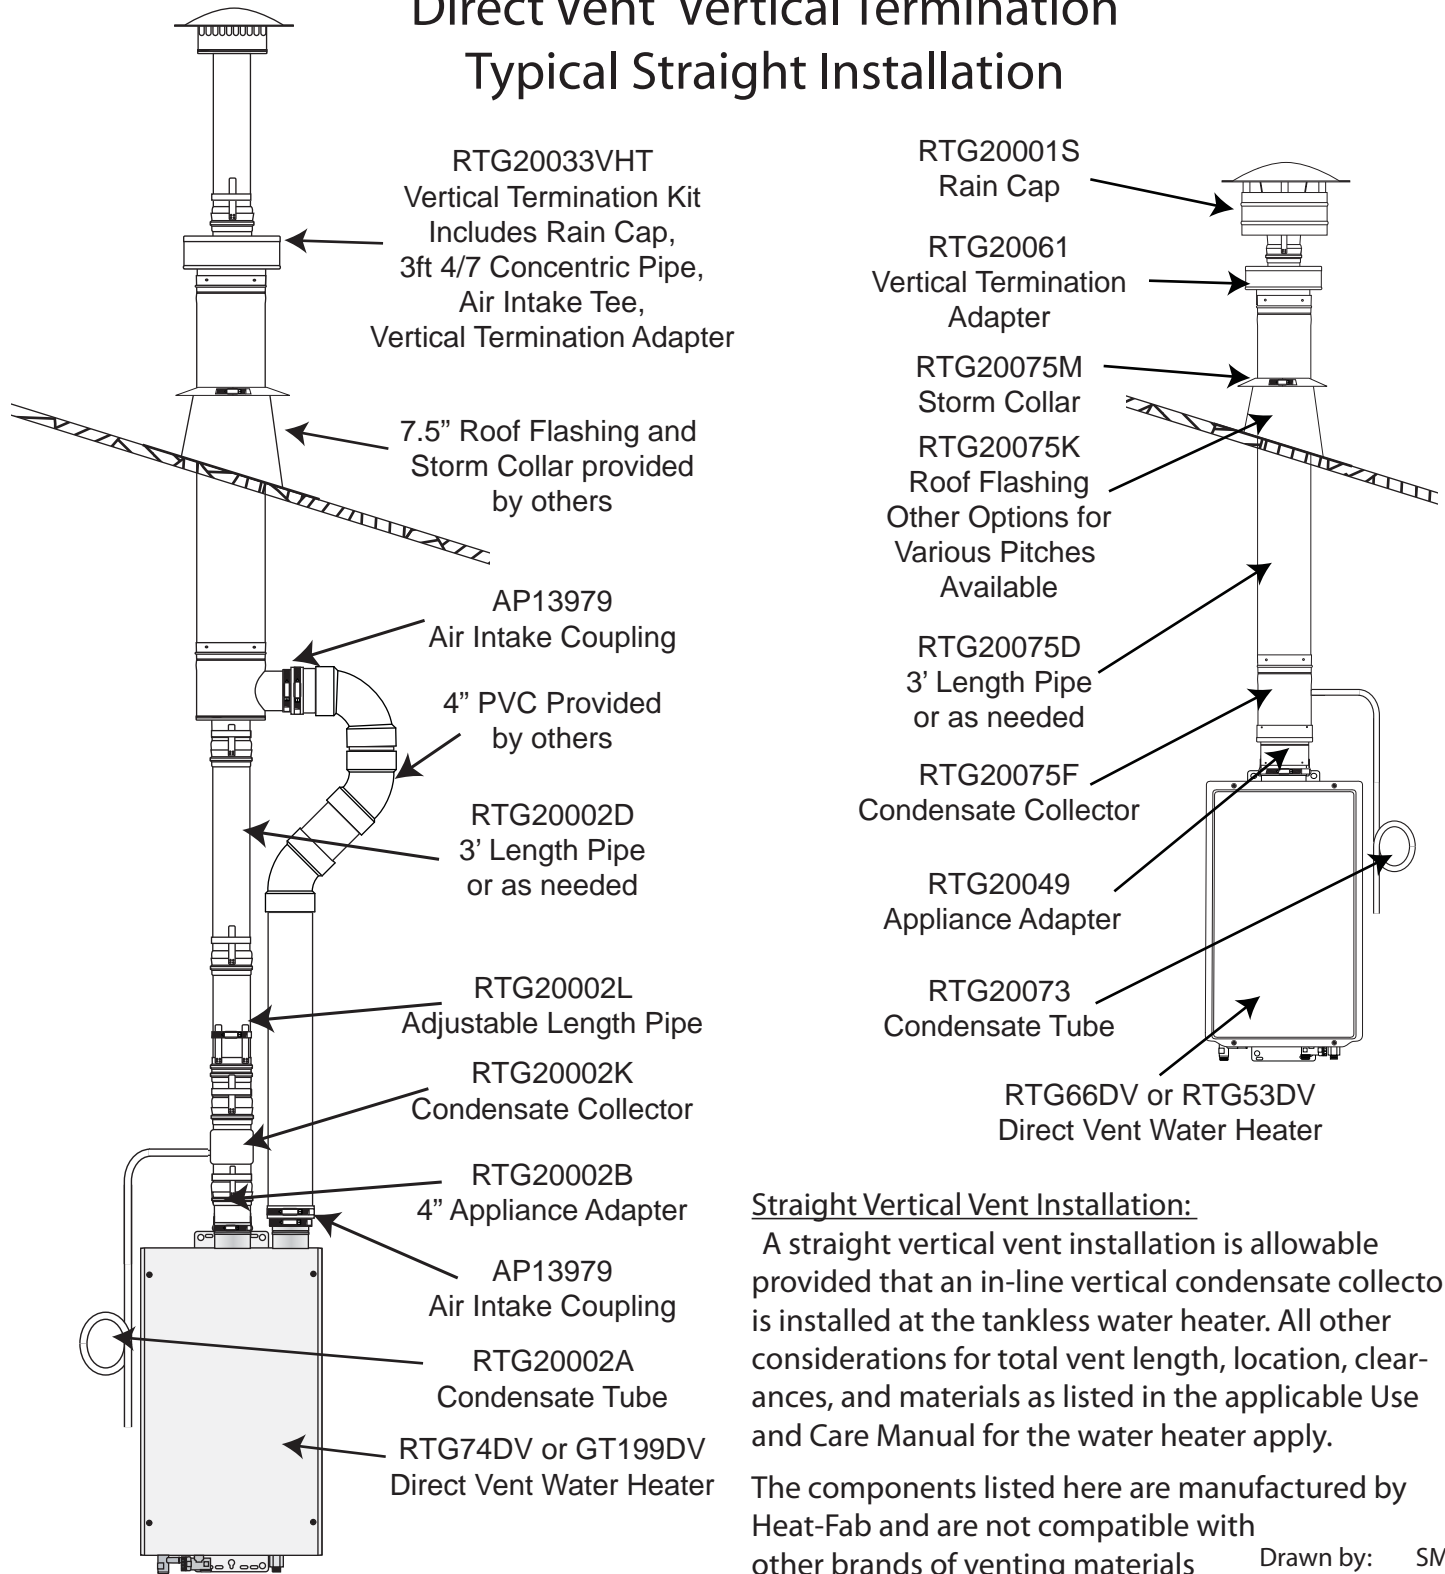 Direct Vent Vertical Termination
Typical Straight Installation
RTG20033VHT
Vertical Termination Kit
Includes Rain Cap,
3ft 4/7 Concentric Pipe,
Air Intake Tee,
Vertical Termination Adapter
7.5” Roof Flashing and
Storm Collar provided
by others
AP13979
Air Intake Coupling
4” PVC Provided
by others
RTG20002D
3’ Length Pipe
or as needed
RTG20002L
Adjustable Length Pipe
RTG20002K
Condensate Collector
RTG20002B
4” Appliance Adapter
AP13979
Air Intake Coupling
RTG20002A
Condensate Tube
RTG74DV or GT199DV
Direct Vent Water Heater
RTG20001S
Rain Cap
RTG20061
Vertical Termination
Adapter
RTG20075M
Storm Collar
RTG20075K
Roof Flashing
Other Options for
Various Pitches
Available
RTG20075D
3’ Length Pipe
or as needed
RTG20075F
Condensate Collector
RTG20049
Appliance Adapter
RTG20073
Condensate Tube
RTG66DV or RTG53DV
Direct Vent Water Heater
Straight Vertical Vent Installation:
A straight vertical vent installation is allowable
provided that an in-line vertical condensate collecto
is installed at the tankless water heater. All other
considerations for total vent length, location, clear-
ances, and materials as listed in the applicable Use
and Care Manual for the water heater apply.
The components listed here are manufactured by
Heat-Fab and are not compatible with
other brands of venting materials
Drawn by: SM